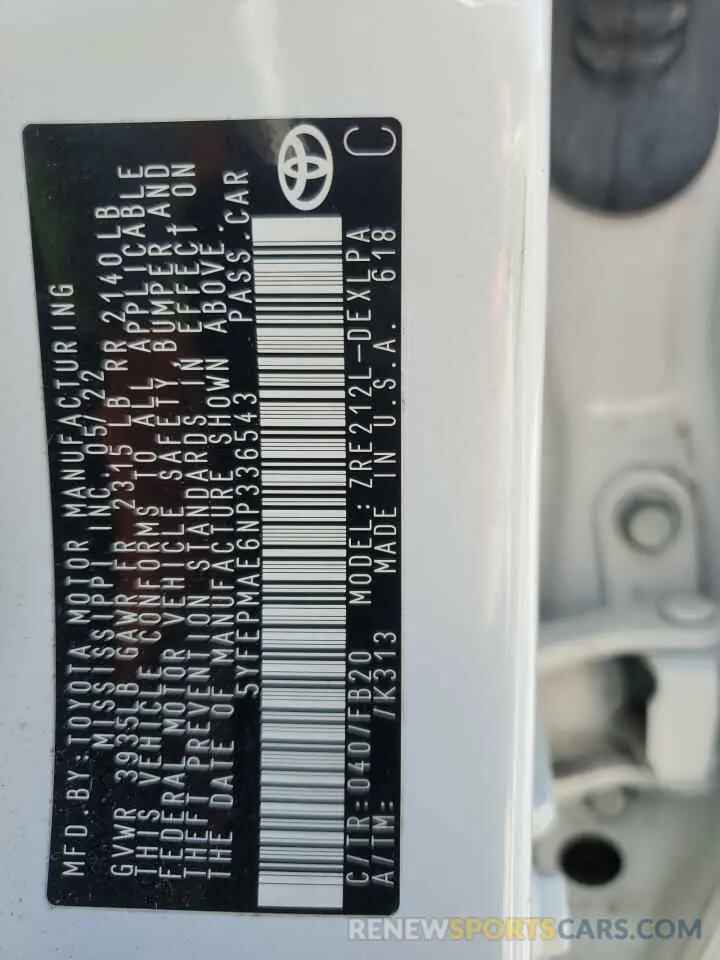 MFD.BY:TOYOTA MOTOR MANUFACTURING
MISSISSIPPI INC 05/22
GVWR 3935LB GAWR FR 2315 LB RR 2140LB
THIS VEHICLE CONFORMS TO ALL APPLICABLE
FEDERAL MOTOR VEHICLE SAFETY,BUMPER,AND
THEFT PREVENTION STANDARDS IN EFFECT ON
THE DATE OF MANUFACTURE SHOWN ABOVE.
5YFEPMAE6NP336543 PASS.CAR
C/TR:040/FB20 MODEL:ZRE212L-DEXLPA
A/TM: /K313 MADE IN U.S.A. 618
C
RENEWSPORTSCARS.COM